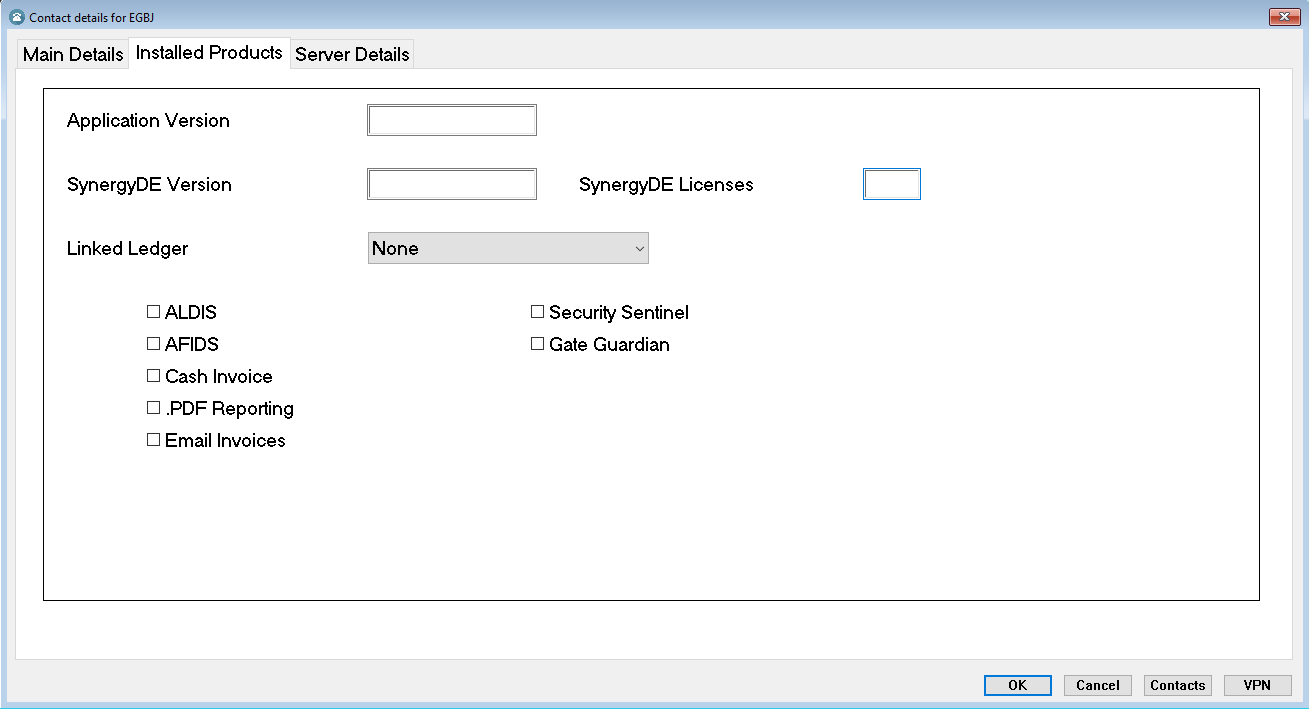 Contact details for EGBJ
Main Details Installed Products Server Details
Application Version
SynergyDE Version SynergyDE Licenses
Linked Ledger None
ALDIS Security Sentinel
AFIDS Gate Guardian
Cash Invoice
.PDF Reporting
Email Invoices
OK Cancel Contacts VPN